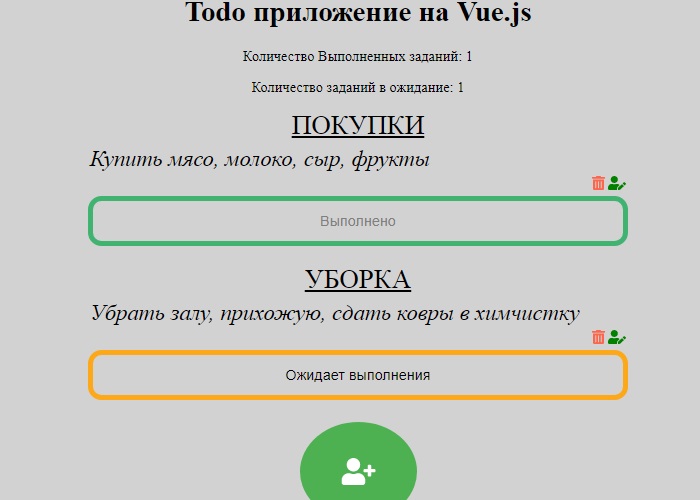 Todo приложение на Vue.js
Количество Выполненных заданий: 1
Количество заданий в ожидание: 1
ПОКУПКИ
Купить мясо, молоко, сыр, фрукты
Выполнено
УБОРКА
Убрать залу, прихожую, сдать ковры в химчистку
Ожидает выполнения